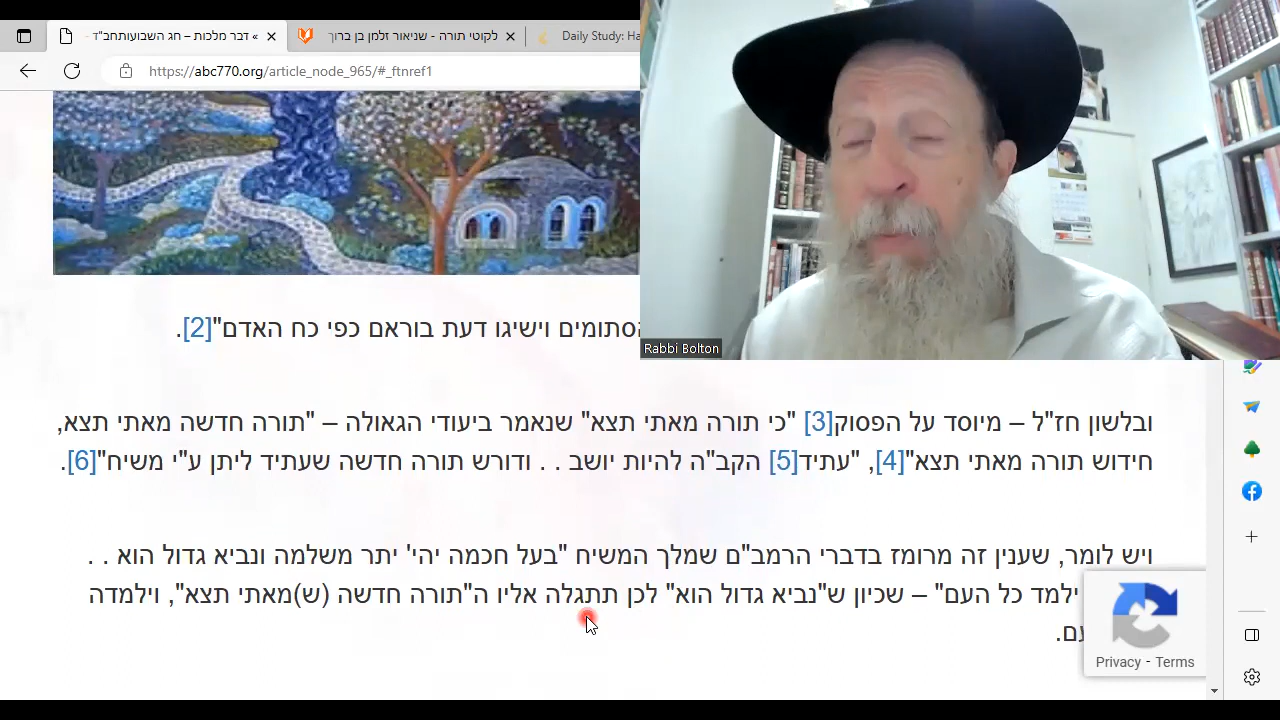 » דבר מלכות – חג השבועותחב"ד -
לקוטי תורה - שניאור זלמן בן ברוך
Daily Study: Ha
https://abc770.org/article_node_965/#_ftnref1
Rabbi Bolton
הסתומים וישיגו דעת בוראם כפי כח האדם"[2].
ובלשון חז"ל – מיוסד על הפסוק[3] "כי תורה מאתי תצא" שנאמר ביעודי הגאולה – "תורה חדשה מאתי תצא,
חידוש תורה מאתי תצא"[4], "עתיד[5] הקב"ה להיות יושב . . ודורש תורה חדשה שעתיד ליתן ע"י משיח"[6].
ויש לומר, שענין זה מרומז בדברי הרמב"ם שמלך המשיח "בעל חכמה יהי' יתר משלמה ונביא גדול הוא . .
ילמד כל העם" – שכיון ש"נביא גדול הוא" לכן תתגלה אליו ה"תורה חדשה (ש)מאתי תצא", וילמדה
Privacy - Terms